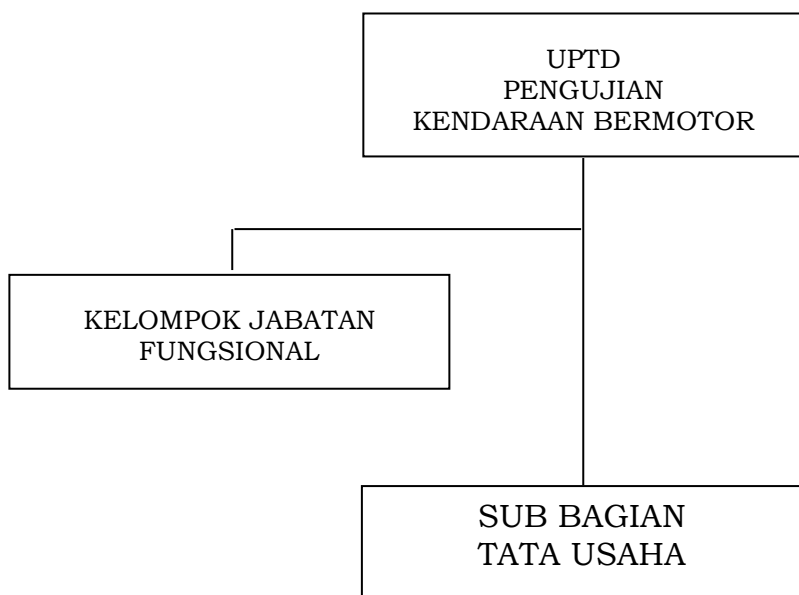 UPTD
PENGUJIAN
KENDARAAN BERMOTOR
KELOMPOK JABATAN
FUNGSIONAL
SUB BAGIAN
TATA USAHA